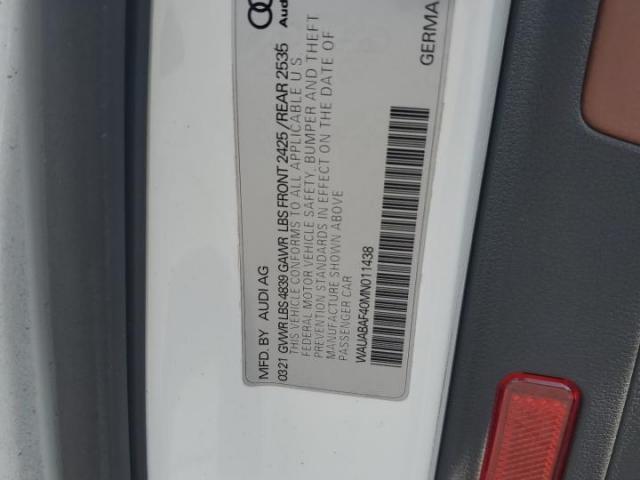 Audi
MFD. BY AUDI AG
0321 GVWR LBS 4839 GAWR LBS FRONT 2425 /REAR 2535
THIS VEHICLE CONFORMS TO ALL APPLICABLE U S
FEDERAL MOTOR VEHICLE SAFETY, BUMPER AND THEFT
PREVENTION STANDARDS IN EFFECT ON THE DATE OF
MANUFACTURE SHOWN ABOVE
PASSENGER CAR
WAUABAF40MN011438
GERMA